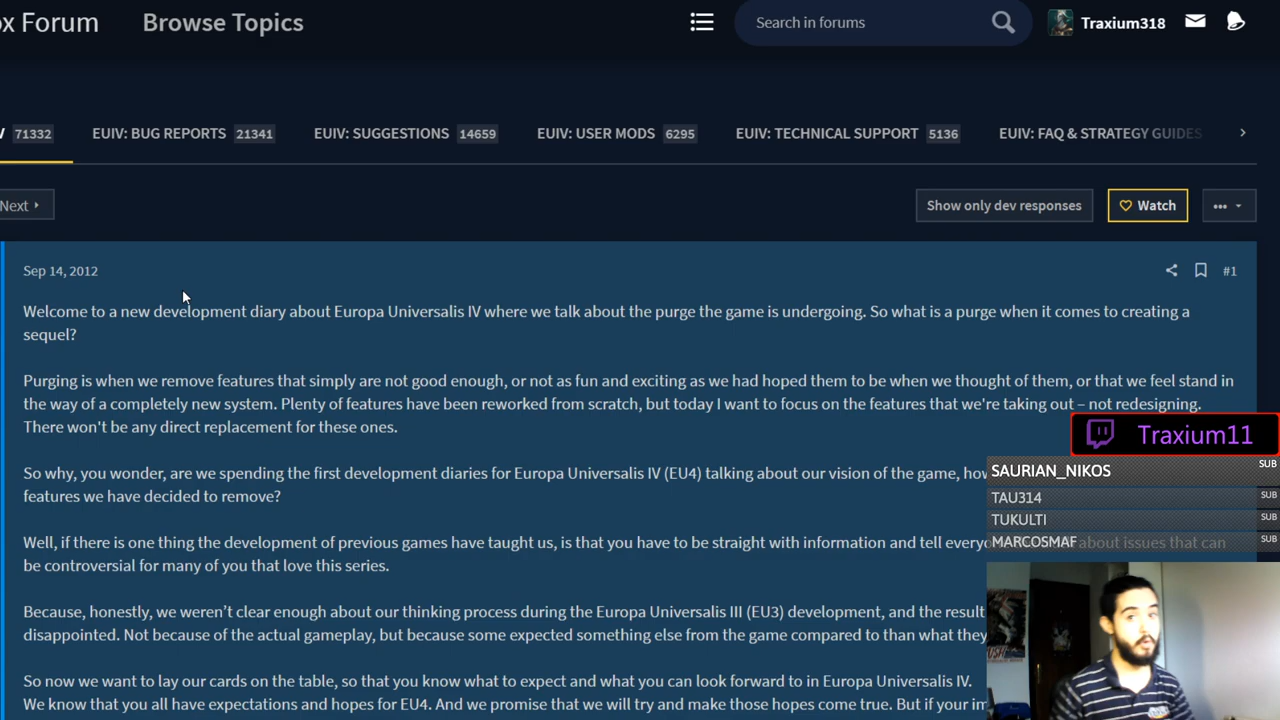 ox Forum Browse Topics Search in forums Traxium318
71332 EUIV: BUG REPORTS 21341 EUIV: SUGGESTIONS 14659 EUIV: USER MODS 6295 EUIV: TECHNICAL SUPPORT 5136 EUIV: FAQ & STRATEGY GUIDES
Next Show only dev responses Watch
Sep 14, 2012 #1
Welcome to a new development diary about Europa Universalis IV where we talk about the purge the game is undergoing. So what is a purge when it comes to creating a
sequel?
Purging is when we remove features that simply are not good enough, or not as fun and exciting as we had hoped them to be when we thought of them, or that we feel stand in
the way of a completely new system. Plenty of features have been reworked from scratch, but today I want to focus on the features that we're taking out – not redesigning.
There won't be any direct replacement for these ones.
Traxium11
So why, you wonder, are we spending the first development diaries for Europa Universalis IV (EU4) talking about our vision of the game, how
features we have decided to remove?
SAURIAN_NIKOS SUB
TAU314 SUB
TUKULTI SUB
MARCOSMAF SUB
Well, if there is one thing the development of previous games have taught us, is that you have to be straight with information and tell everyo about issues that can
be controversial for many of you that love this series.
Because, honestly, we weren't clear enough about our thinking process during the Europa Universalis III (EU3) development, and the result
disappointed. Not because of the actual gameplay, but because some expected something else from the game compared to than what they
So now we want to lay our cards on the table, so that you know what to expect and what you can look forward to in Europa Universalis IV.
We know that you all have expectations and hopes for EU4. And we promise that we will try and make those hopes come true. But if your im